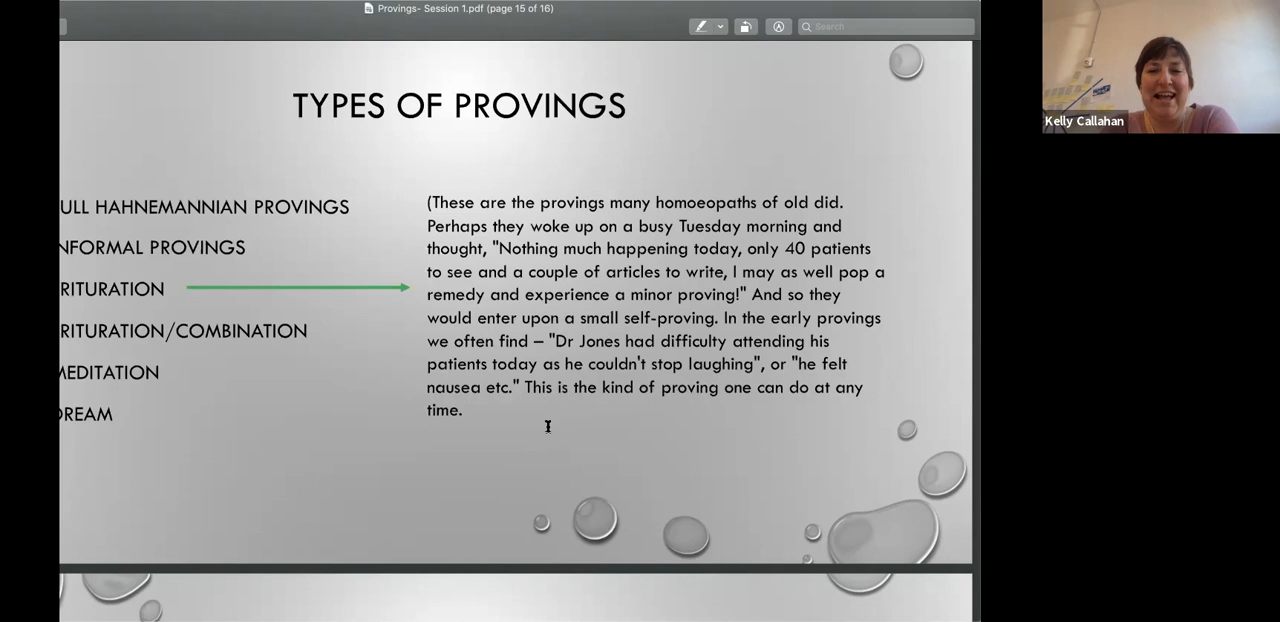 Provings- Session 1.pdf (page 15 of 16)
Search
TYPES OF PROVINGS
ULL HAHNEMANNIAN PROVINGS
NFORMAL PROVINGS
RITURATION
RITURATION/COMBINATION
MEDITATION
DREAM
(These are the provings many homoeopaths of old did.
Perhaps they woke up on a busy Tuesday morning and
thought, "Nothing much happening today, only 40 patients
to see and a couple of articles to write, I may as well pop a
remedy and experience a minor proving!" And so they
would enter upon a small self-proving. In the early provings
we often find – "Dr Jones had difficulty attending his
patients today as he couldn't stop laughing", or "he felt
nausea etc." This is the kind of proving one can do at any
time.
Kelly Callahan